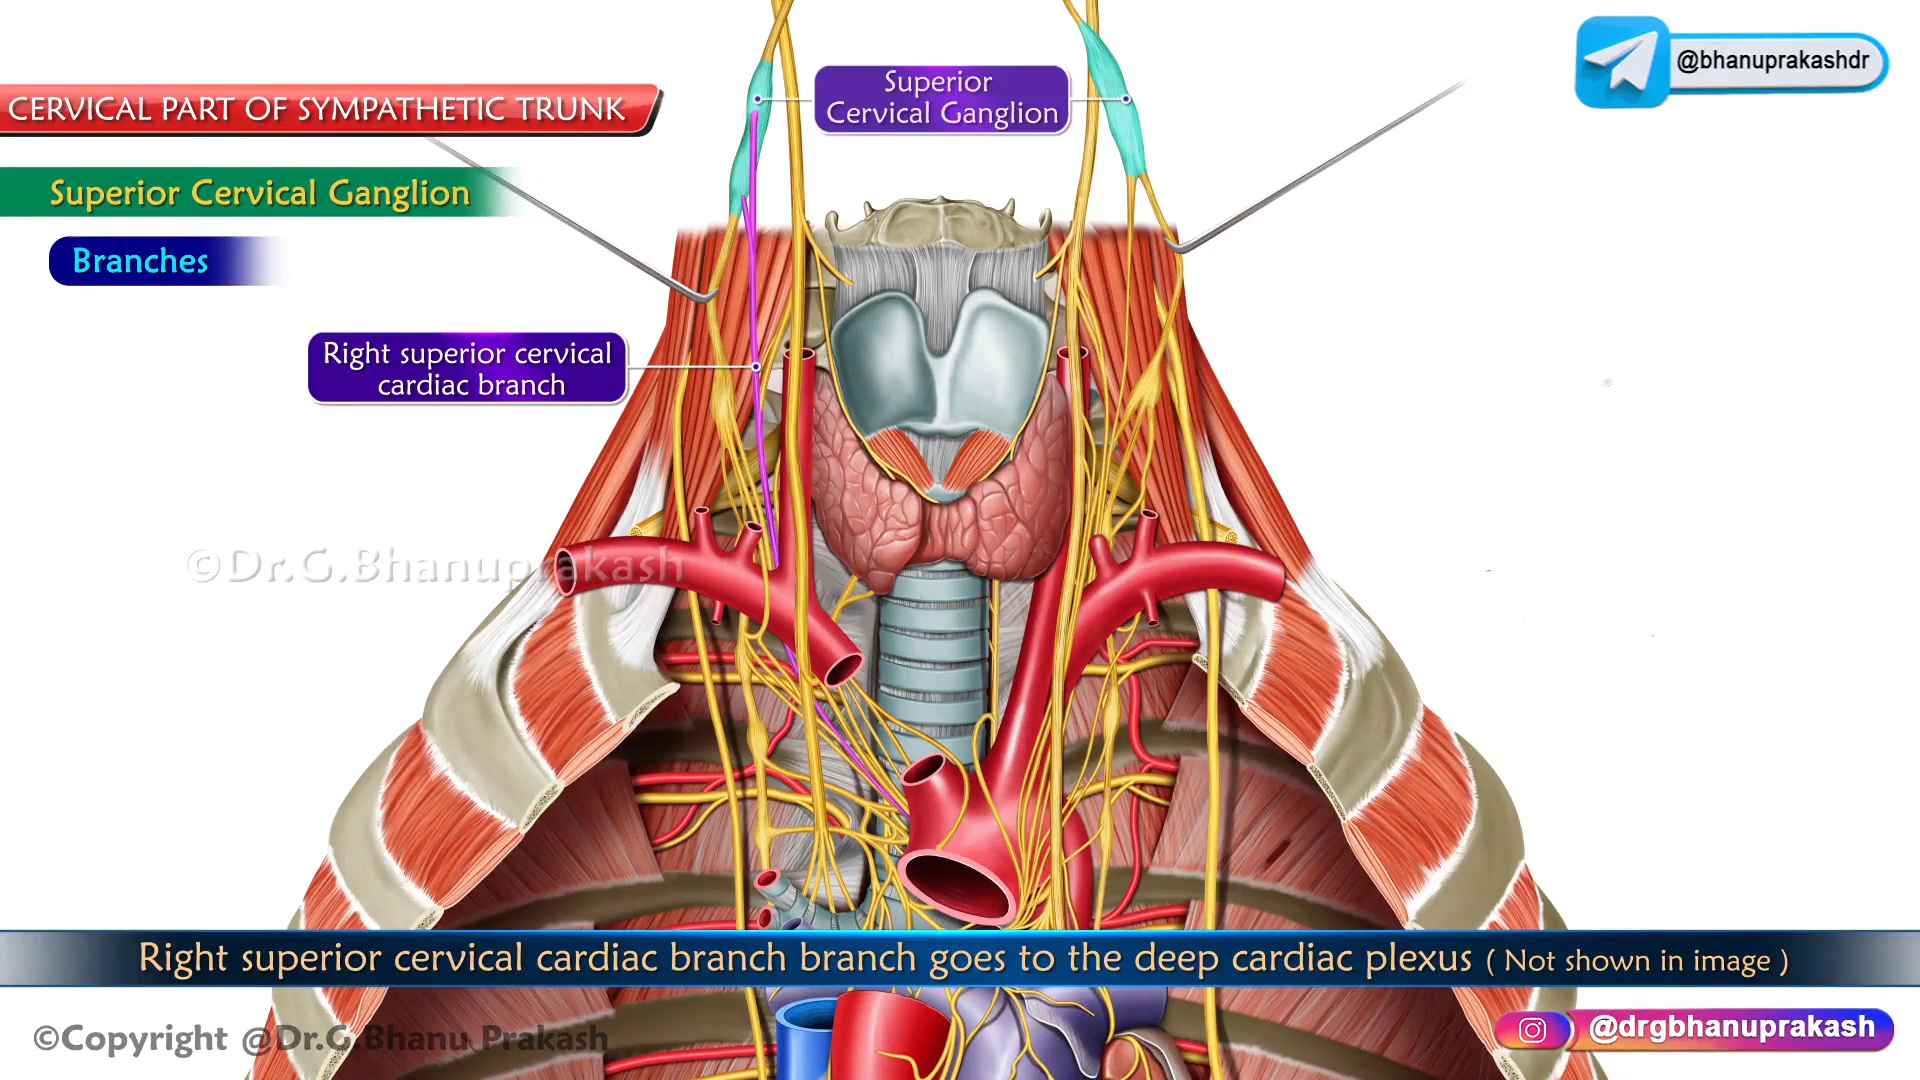 @bhanuprakashdr
Superior
Cervical Ganglion
CERVICAL PART OF SYMPATHETIC TRUNK
Superior Cervical Ganglion
Branches
Right superior cervical
cardiac branch
©Dr.G.Bhanuprakash
Right superior cervical cardiac branch branch goes to the deep cardiac plexus ( Not shown in image )
©Copyright @Dr.G.Bhanu Prakash
@drgbhanuprakash